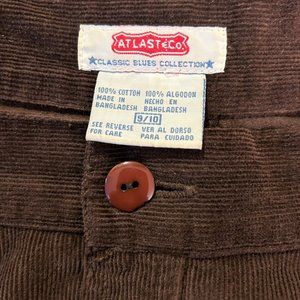 ATLAST&CO.
★CLASSIC BLUES COLLECTION★
100% COTTON 100% ALGODON
MADE IN HECHO EN
BANGLADESH BANGLADESH
9/10
SEE REVERSE VER AL DORSO
FOR CARE PARA CUIDADO